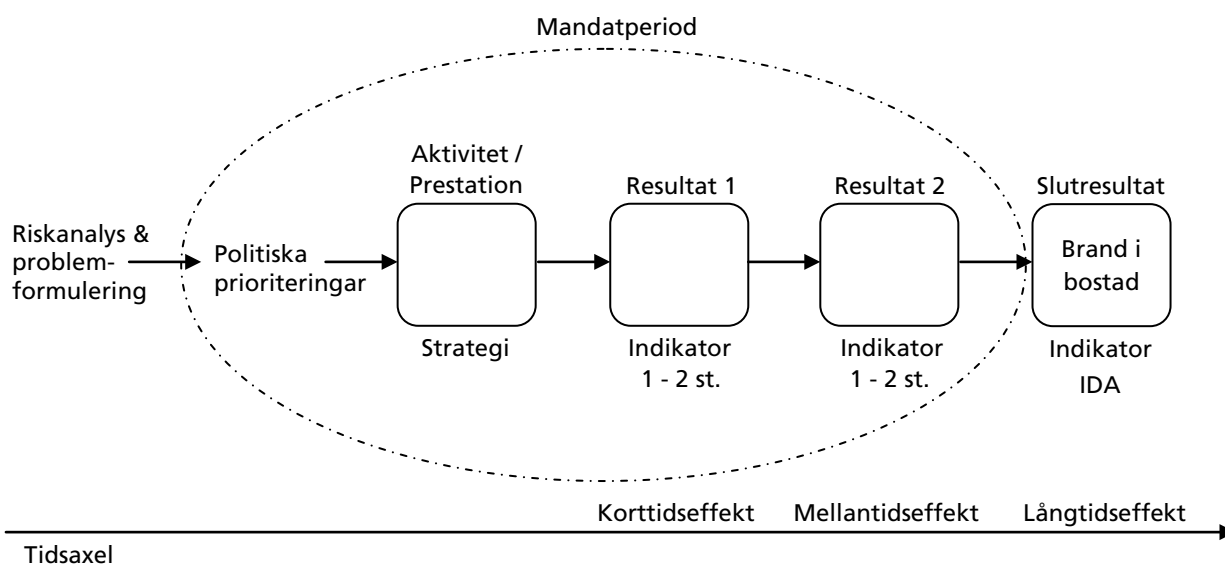 Mandatperiod
Aktivitet /
Prestation
Resultat 1
Resultat 2
Slutresultat
Riskanalys &
problem-
formulering
Politiska
prioriteringar
Brand i
bostad
Strategi
Indikator
1 - 2 st.
Indikator
1 - 2 st.
Indikator
IDA
Korttidseffekt
Mellantidseffekt
Långtidseffekt
Tidsaxel